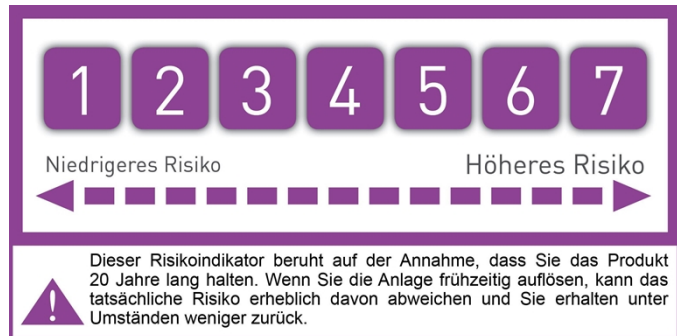 1 2 3 4 5 6 7
Niedrigeres Risiko Höheres Risiko
Dieser Risikoindikator beruht auf der Annahme, dass Sie das Produkt
20 Jahre lang halten. Wenn Sie die Anlage frühzeitig auflösen, kann das
tatsächliche Risiko erheblich davon abweichen und Sie erhalten unter
Umständen weniger zurück.
!